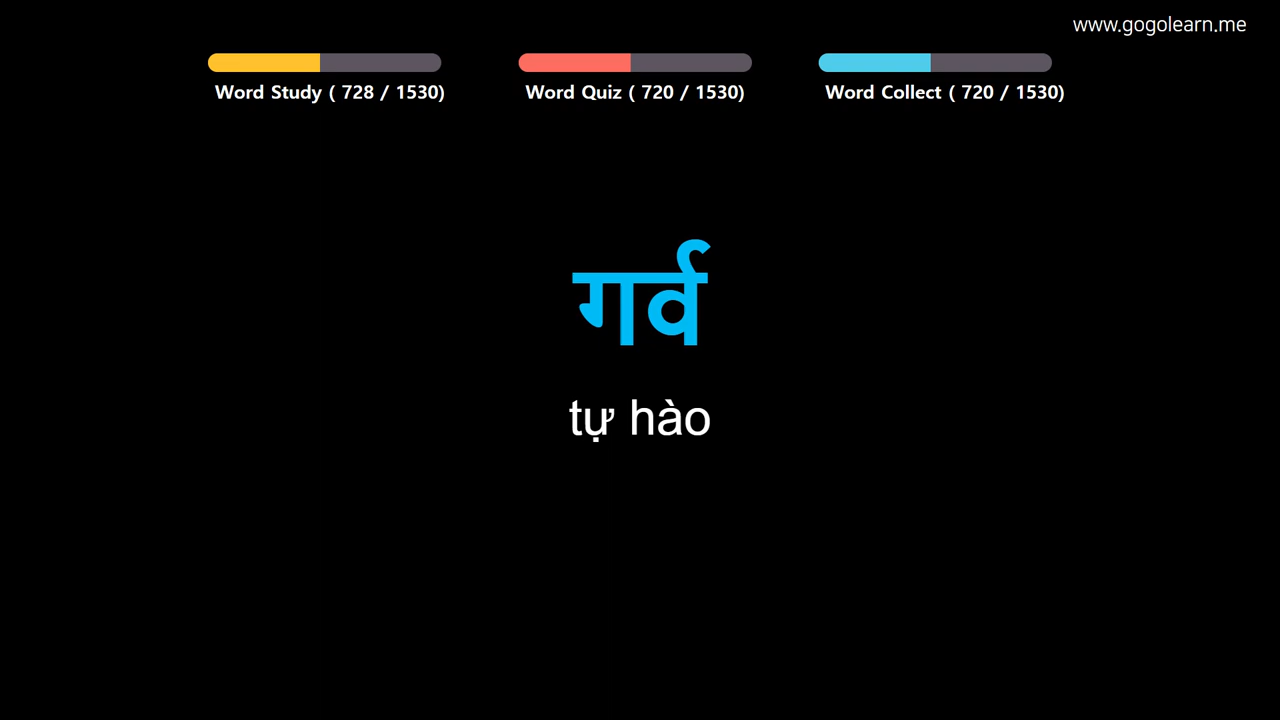 www.gogolearn.me
Word Study ( 728 / 1530)
Word Quiz ( 720 / 1530)
Word Collect ( 720 / 1530)
गर्व
tự hào